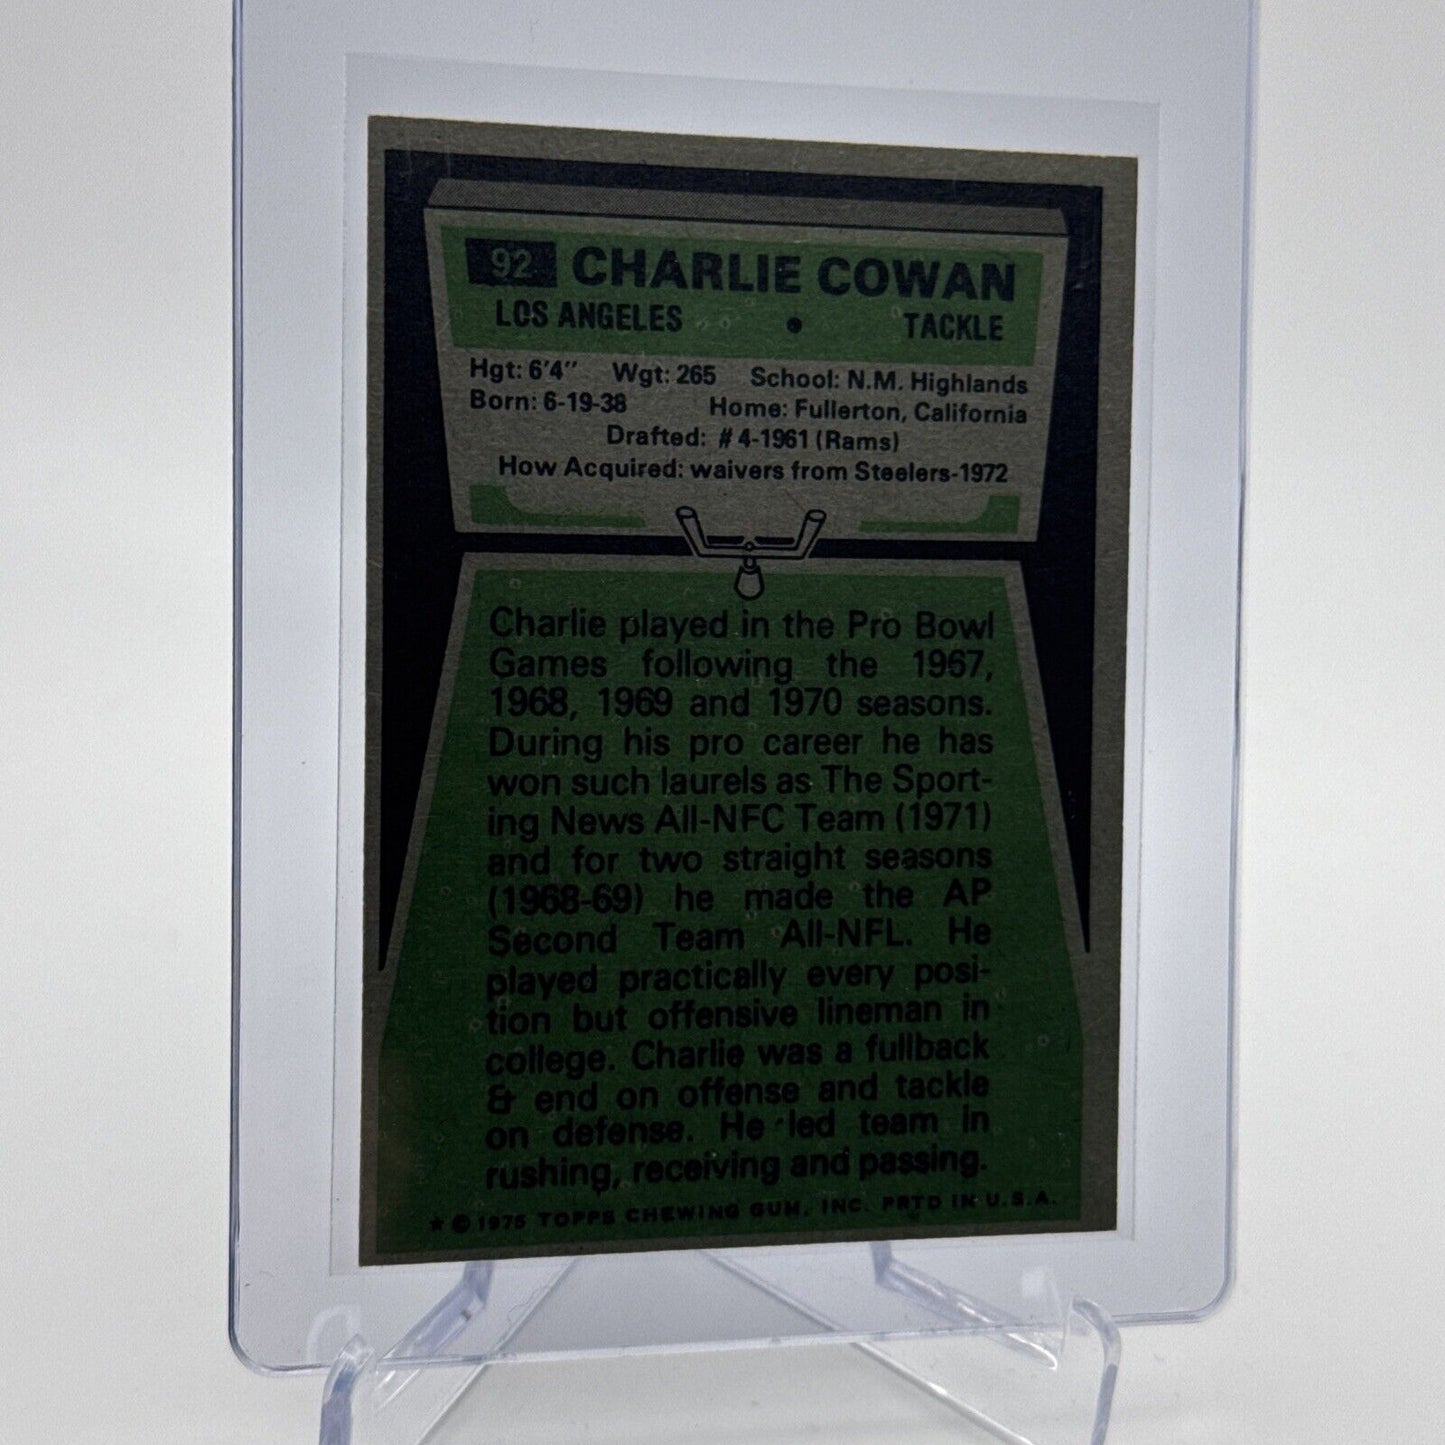 92 CHARLIE COWAN
LOS ANGELES • TACKLE
Hgt: 6'4" Wgt: 265 School: N.M. Highlands
Born: 6-19-38 Home: Fullerton, California
Drafted: #4-1961 (Rams)
How Acquired: waivers from Steelers-1972
Charlie played in the Pro Bowl
Games following the 1967,
1968, 1969 and 1970 seasons.
During his pro career he has
won such laurels as The Sport-
ing News All-NFC Team (1971)
and for two straight seasons
(1968-69) he made the AP
Second Team All-NFL. He
played practically every posi-
tion but offensive lineman in
college. Charlie was a fullback
& end on offense and tackle
on defense. He led team in
rushing, receiving and passing.
★ © 1975 TOPPS CHEWING GUM, INC. PRTD IN U.S.A.